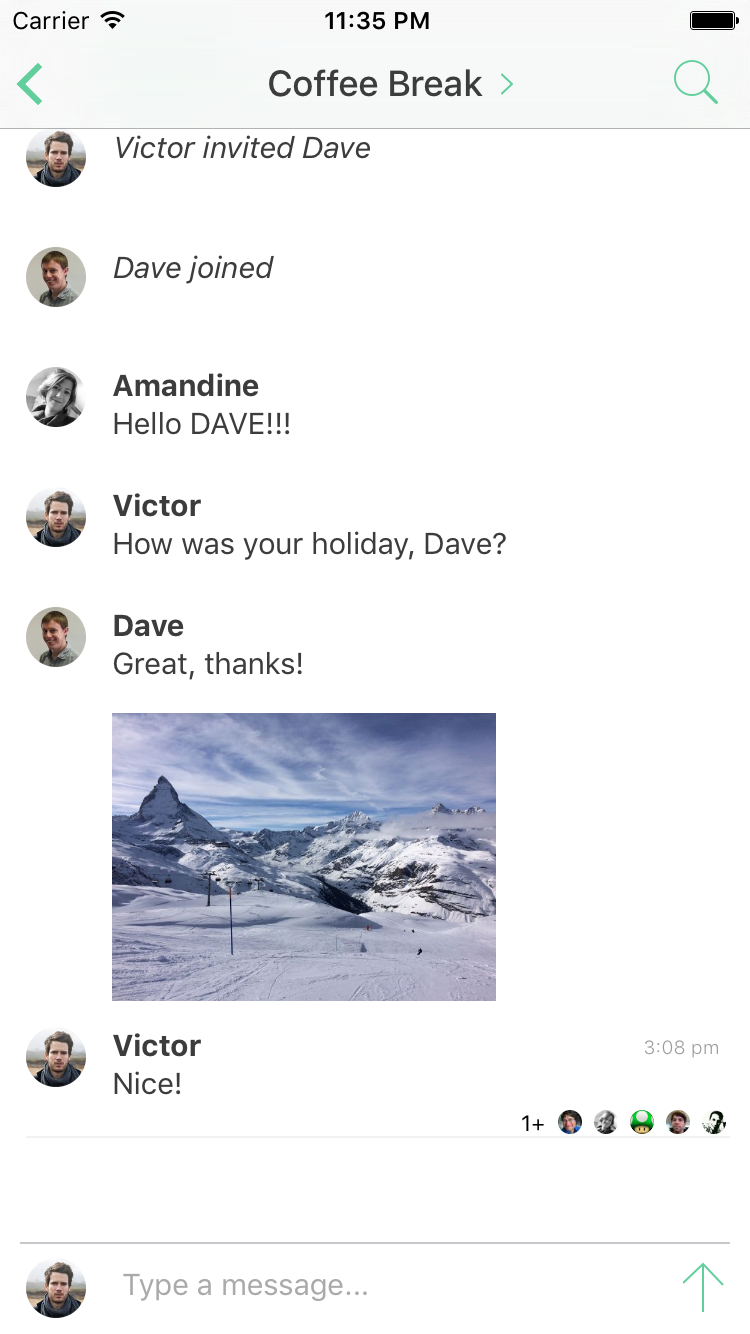 Carrier 11:35 PM
Coffee Break
Victor invited Dave
Dave joined
Amandine
Hello DAVE!!!
Victor
How was your holiday, Dave?
Dave
Great, thanks!
Victor 3:08 pm
Nice!
1+
Type a message...